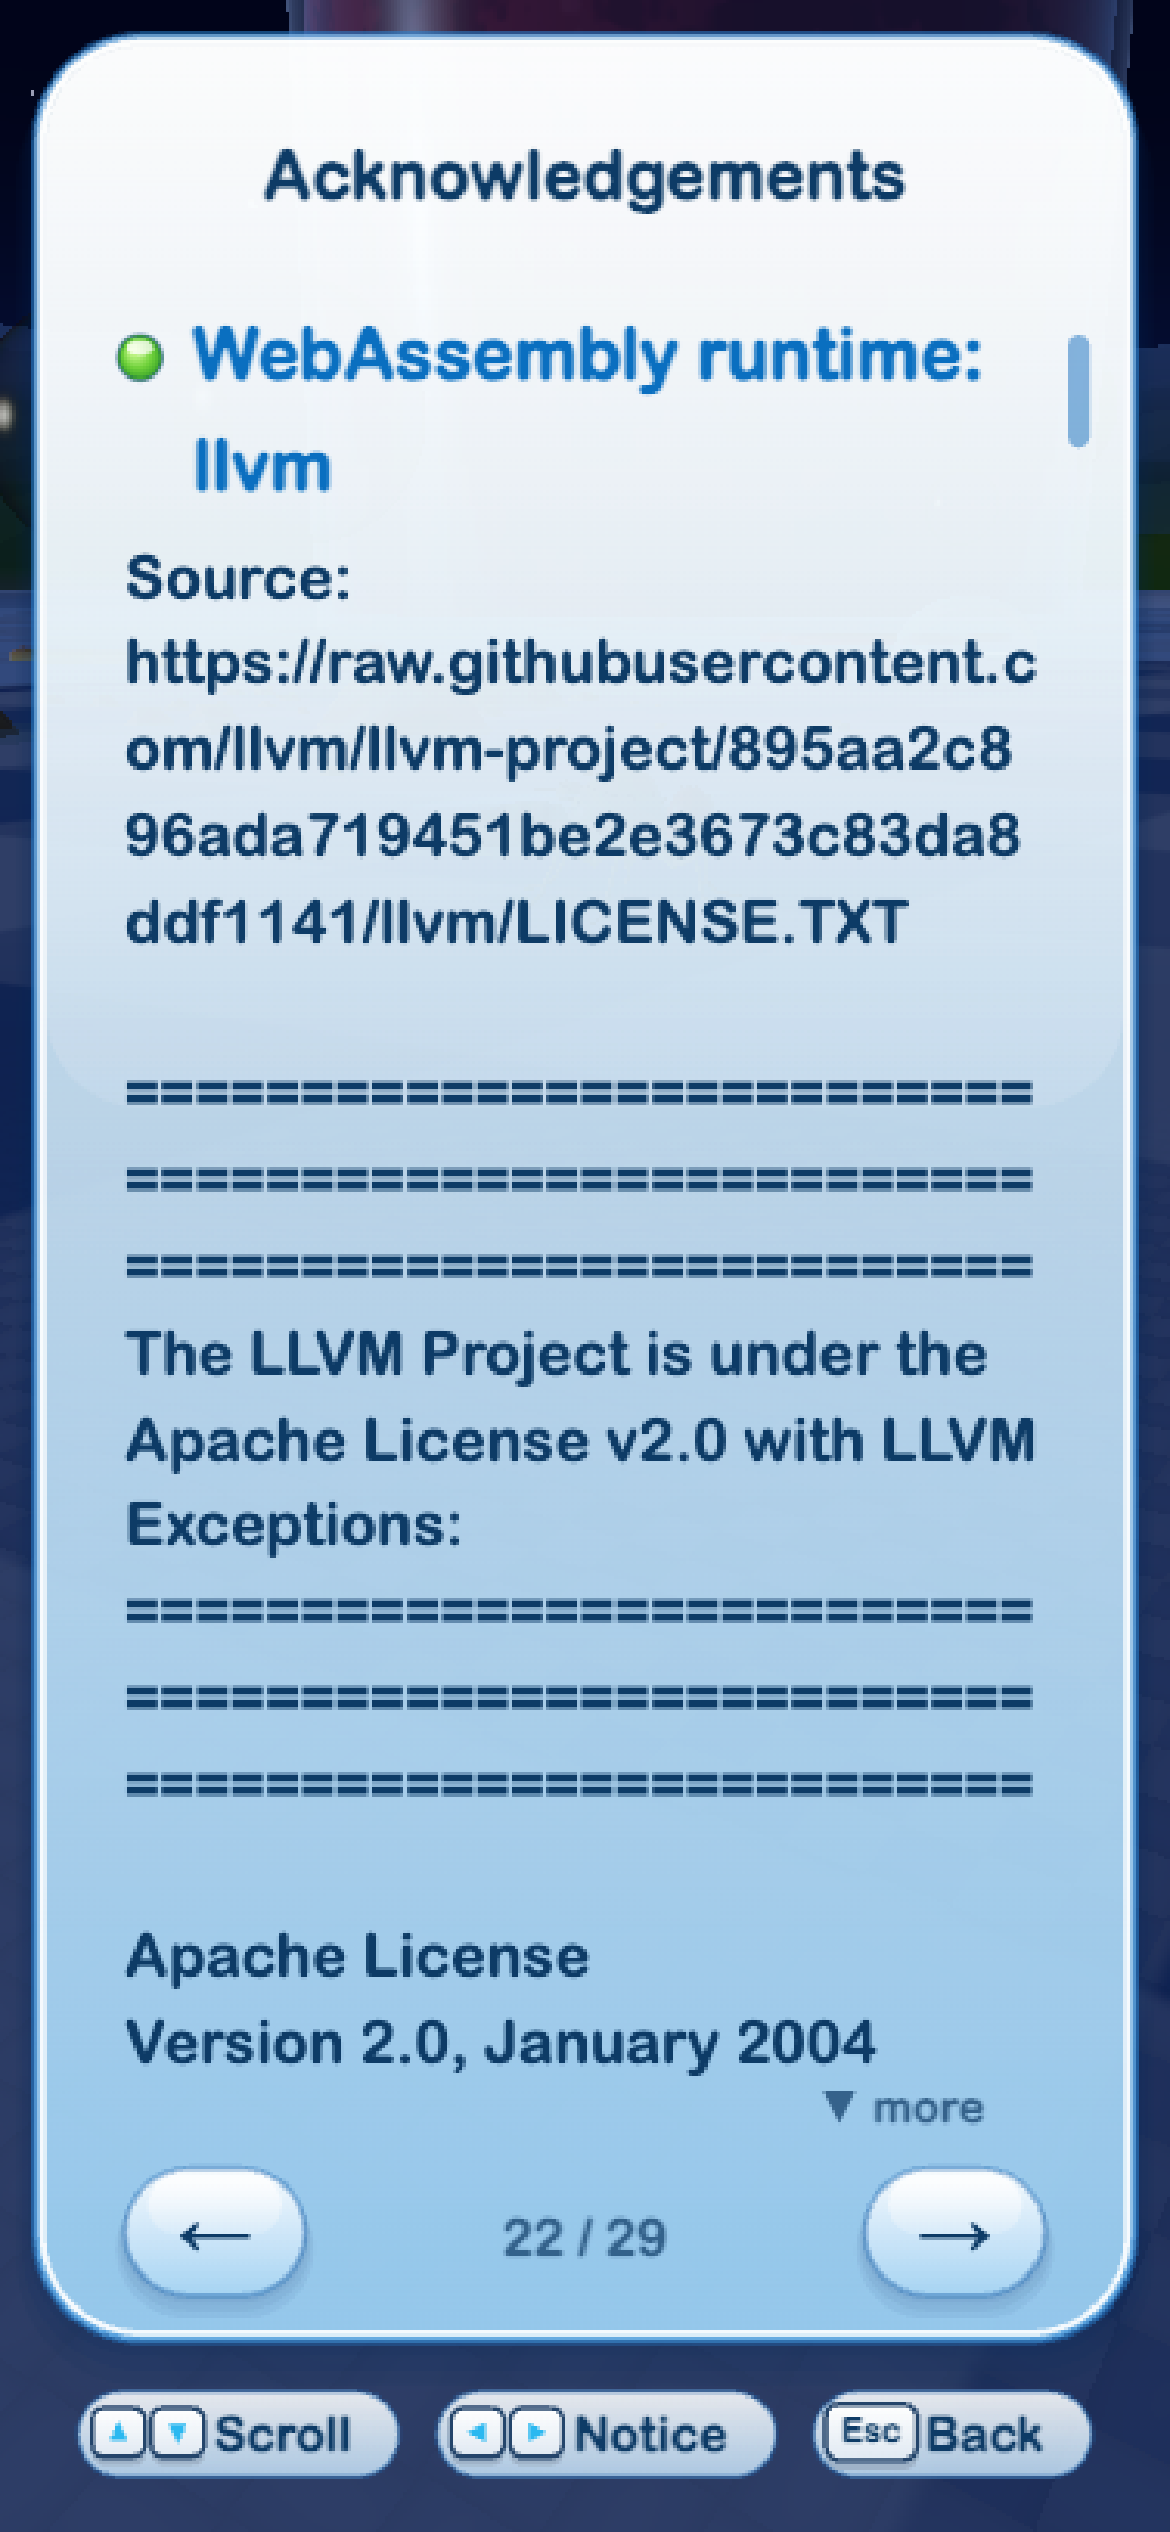 Acknowledgements
WebAssembly runtime:
llvm
Source:
https://raw.githubusercontent.c
om/llvm/llvm-project/895aa2c8
96ada719451be2e3673c83da8
ddf1141/llvm/LICENSE.TXT
==========================
==========================
==========================
The LLVM Project is under the
Apache License v2.0 with LLVM
Exceptions:
==========================
==========================
==========================
Apache License
Version 2.0, January 2004
▼ more
← 22 / 29 →
▲ ▼ Scroll ◀ ▶ Notice Esc Back